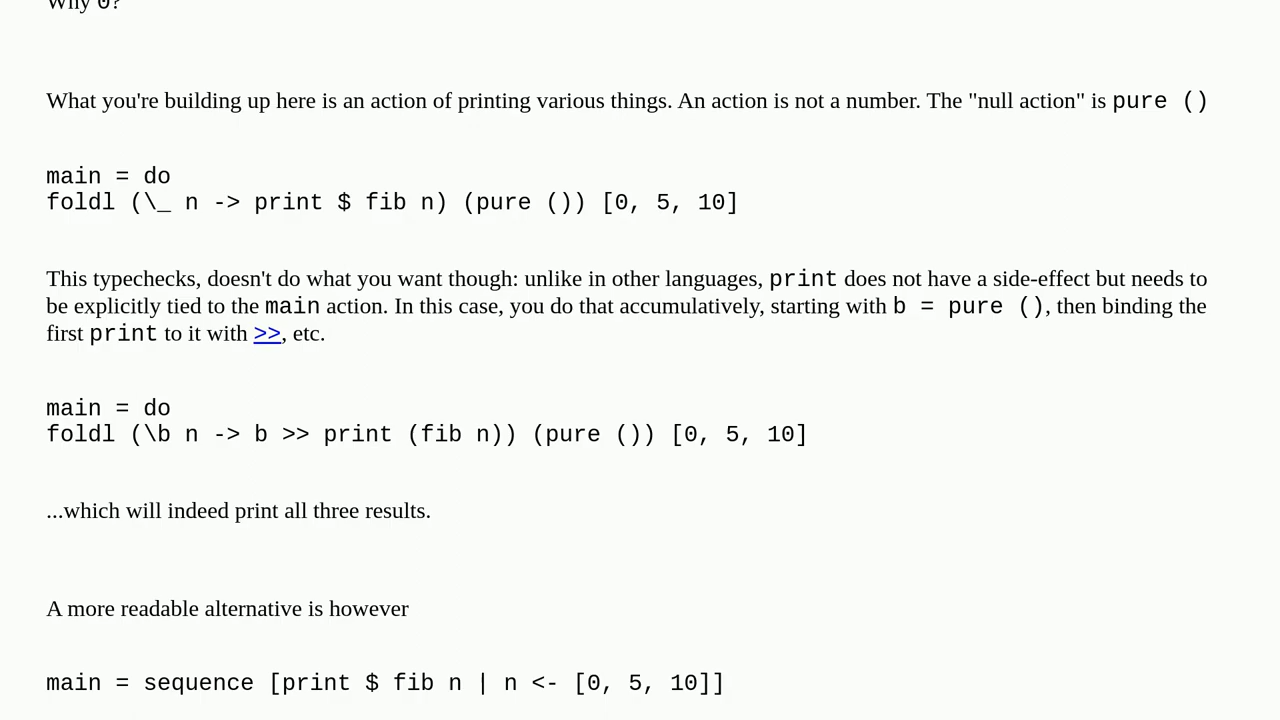 Why 0?
What you're building up here is an action of printing various things. An action is not a number. The "null action" is pure ()
main = do
foldl (\_ n -> print $ fib n) (pure ()) [0, 5, 10]
This typechecks, doesn't do what you want though: unlike in other languages, print does not have a side-effect but needs to
be explicitly tied to the main action. In this case, you do that accumulatively, starting with b = pure (), then binding the
first print to it with >>, etc.
main = do
foldl (\b n -> b >> print (fib n)) (pure ()) [0, 5, 10]
...which will indeed print all three results.
A more readable alternative is however
main = sequence [print $ fib n | n <- [0, 5, 10]]